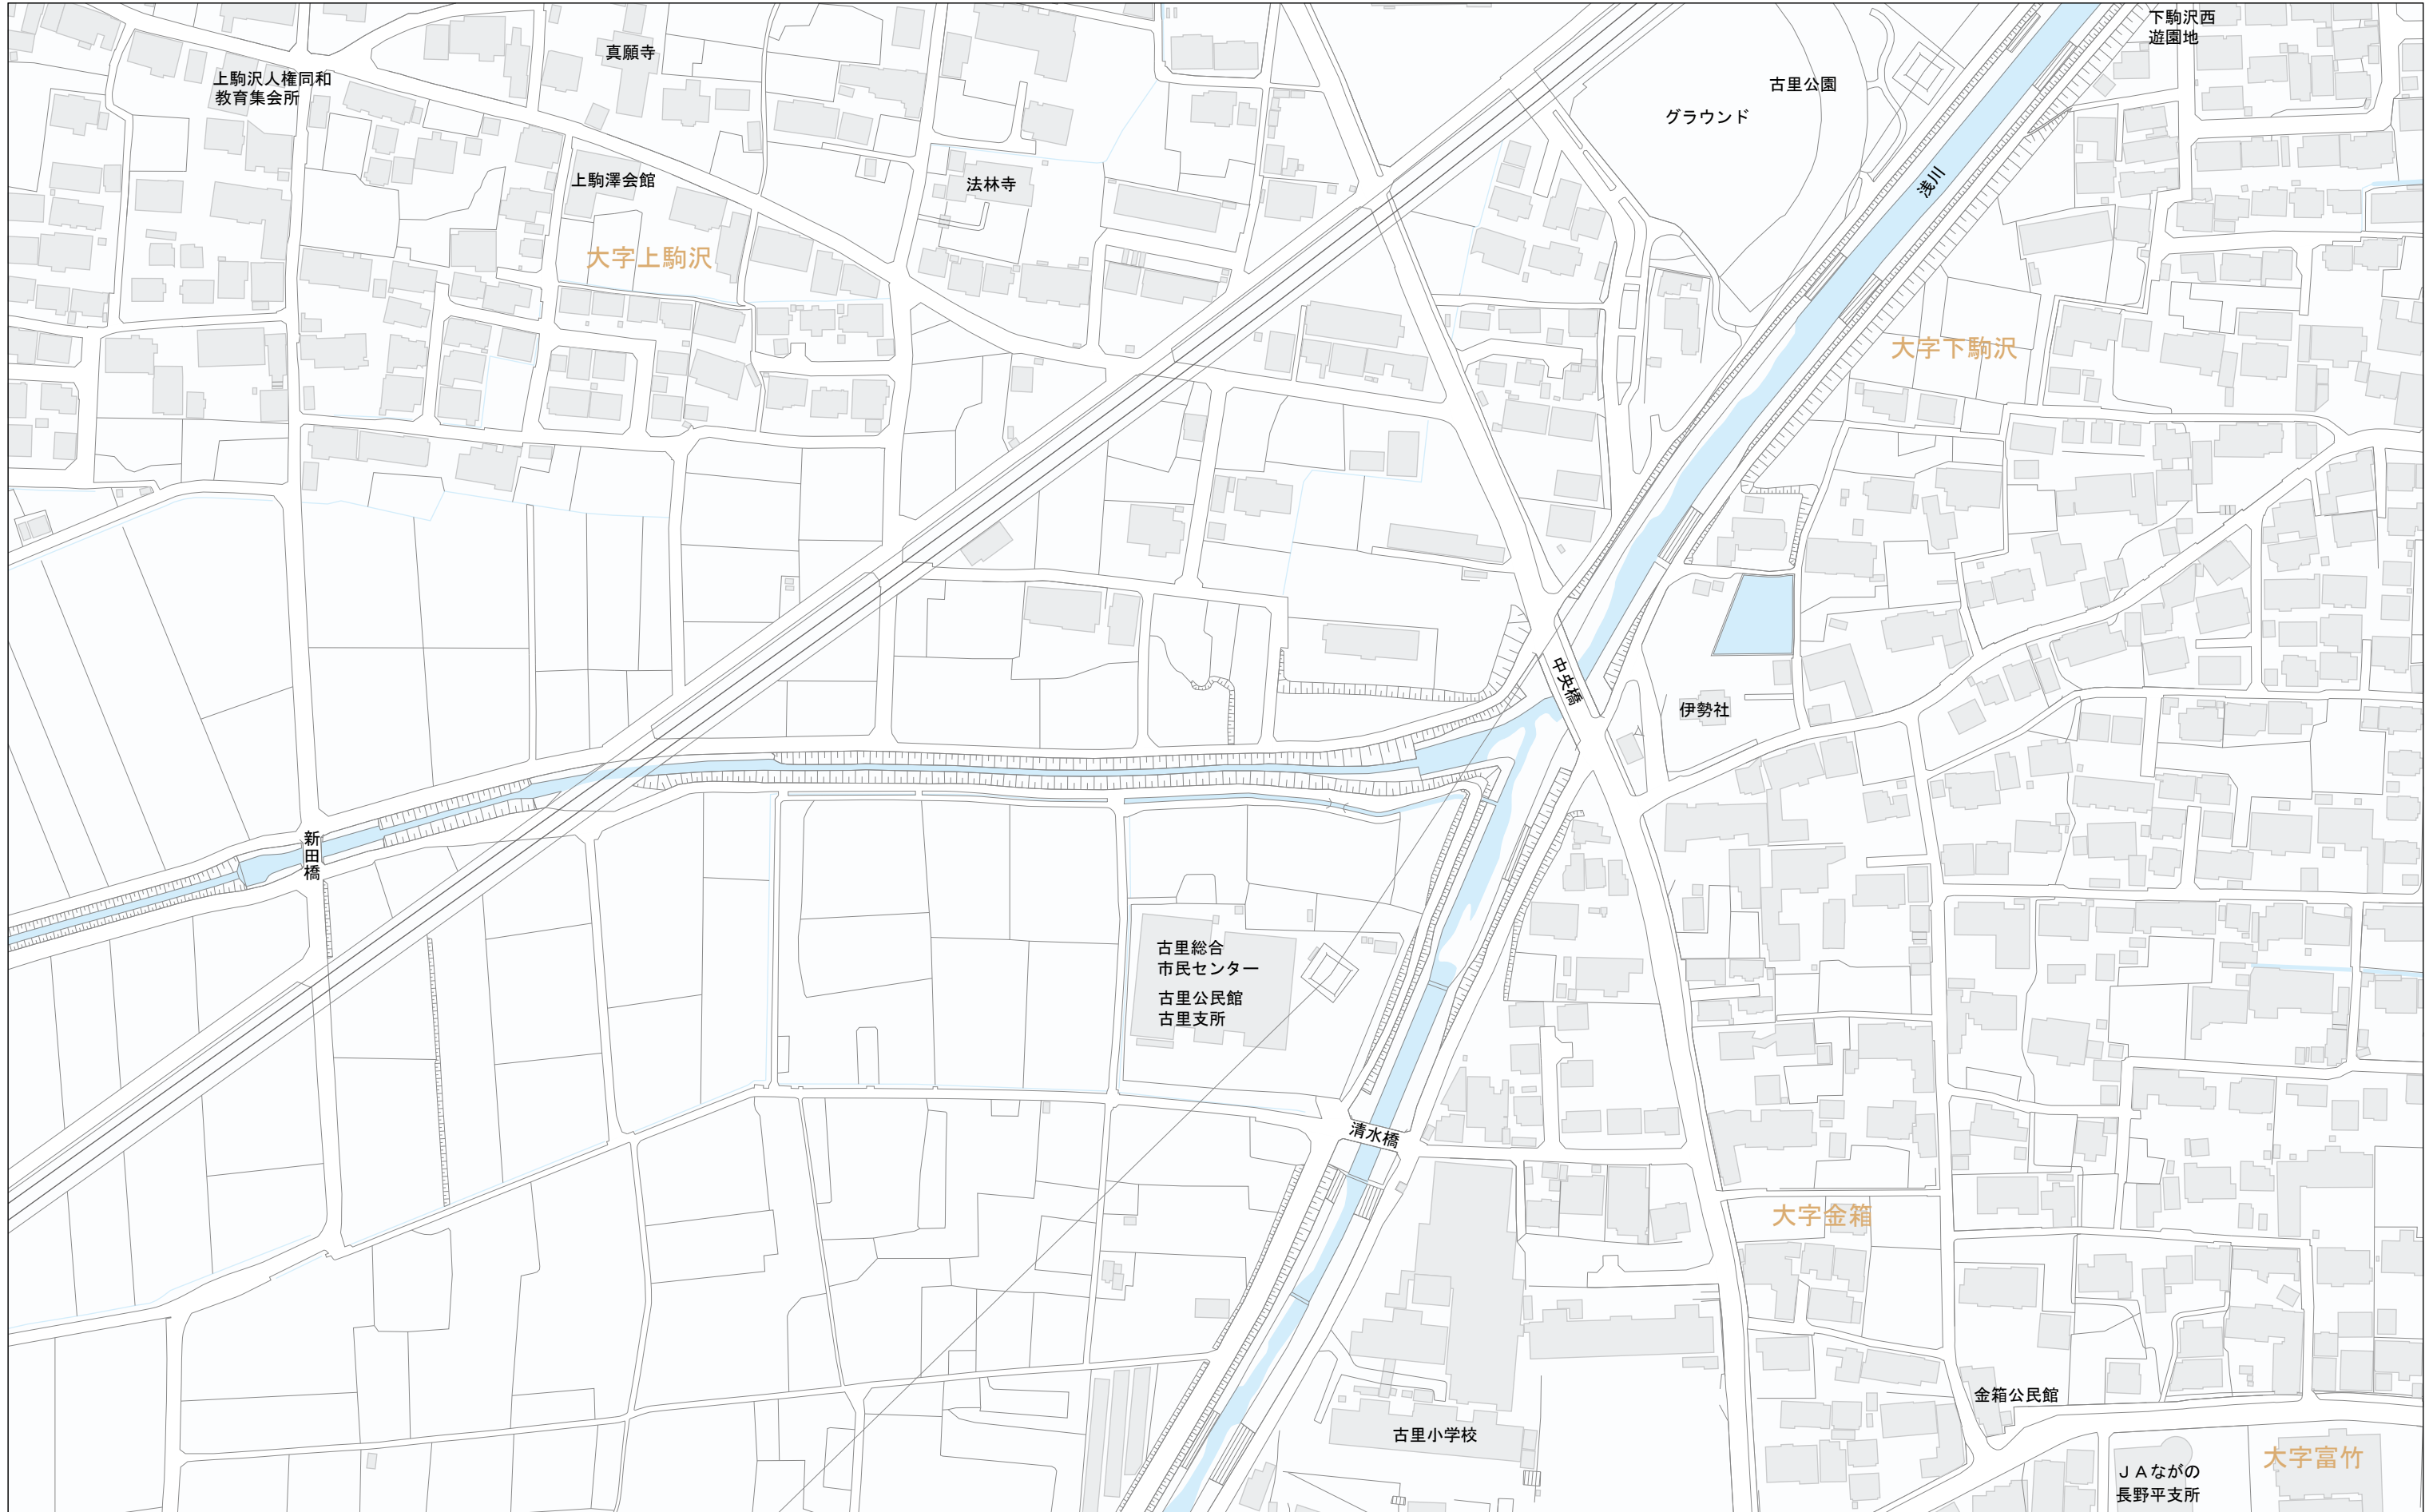 下駒沢西
遊園地
真願寺
上駒沢人権同和
教育集会所
古里公園
グラウンド
上駒澤会館
法林寺
浅川
大字上駒沢
大字下駒沢
中央橋
伊勢社
新田橋
古里総合
市民センター
古里公民館
古里支所
清水橋
大字金箱
金箱公民館
古里小学校
大字富竹
ＪＡながの
長野平支所